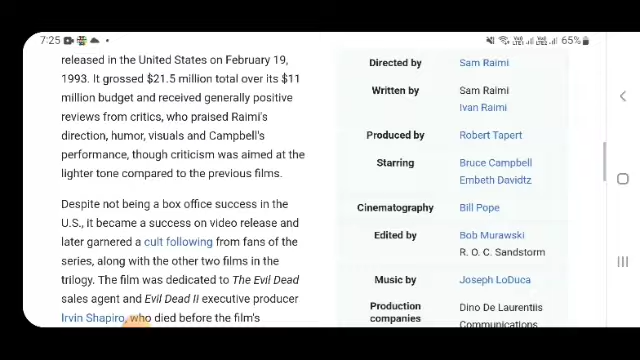 7:25
65%
released in the United States on February 19,
1993. It grossed $21.5 million total over its $11
million budget and received generally positive
reviews from critics, who praised Raimi's
direction, humor, visuals and Campbell's
performance, though criticism was aimed at the
lighter tone compared to the previous films.
Despite not being a box office success in the
U.S., it became a success on video release and
later garnered a cult following from fans of the
series, along with the other two films in the
trilogy. The film was dedicated to The Evil Dead
sales agent and Evil Dead II executive producer
Irvin Shapiro, who died before the film's
Directed by Sam Raimi
Written by Sam Raimi
Ivan Raimi
Produced by Robert Tapert
Starring Bruce Campbell
Embeth Davidtz
Cinematography Bill Pope
Edited by Bob Murawski
R. O. C. Sandstorm
Music by Joseph LoDuca
Production Dino De Laurentiis
companies Communications